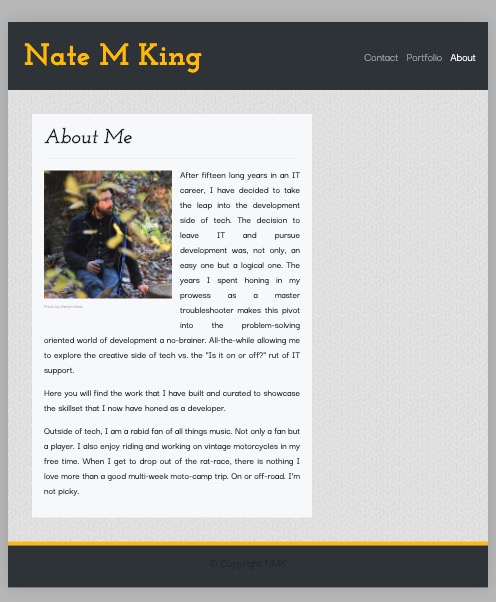 Nate M King
Contact Portfolio About
About Me
After fifteen long years in an IT
career, I have decided to take
the leap into the development
side of tech. The decision to
leave IT and pursue
development was, not only, an
easy one but a logical one. The
years I spent honing in my
prowess as a master
troubleshooter makes this pivot
into the problem-solving
oriented world of development a no-brainer. All-the-while allowing me
to explore the creative side of tech vs. the "Is it on or off?" rut of IT
support.
Here you will find the work that I have built and curated to showcase
the skillset that I now have honed as a developer.
Outside of tech, I am a rabid fan of all things music. Not only a fan but
a player. I also enjoy riding and working on vintage motorcycles in my
free time. When I get to drop out of the rat-race, there is nothing I
love more than a good multi-week moto-camp trip. On or off-road. I'm
not picky.
© Copyright NMK